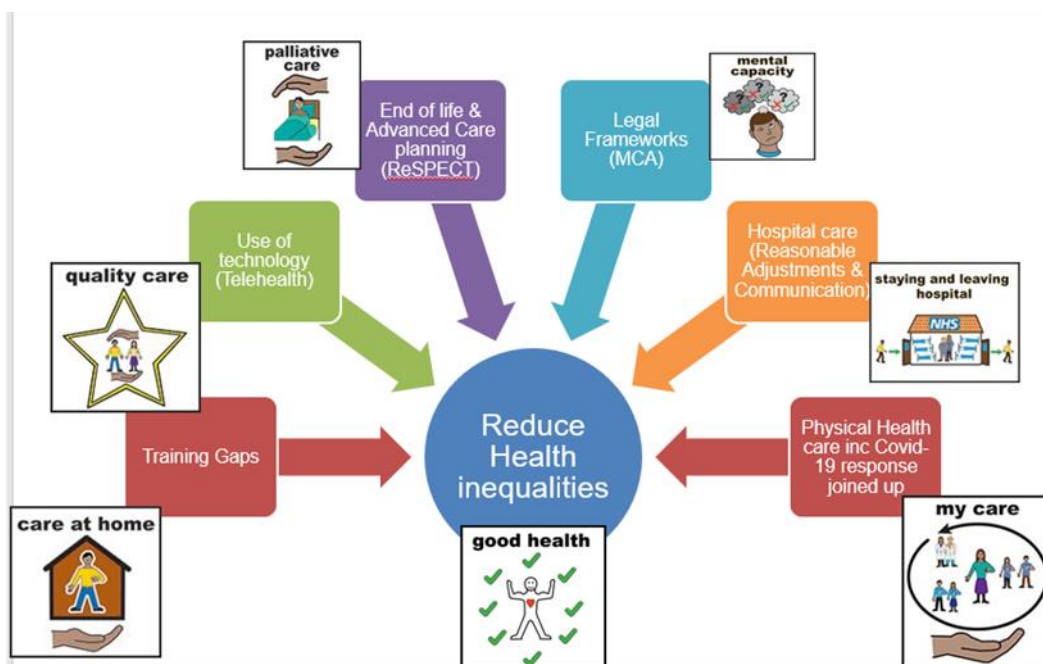 palliative
care
End of life &
Advanced Care
planning
(ReSPECT)
Legal
Frameworks
(MCA)
mental
capacity
? ? ?
Use of
technology
(Telehealth)
Hospital care
(Reasonable
Adjustments &
Communication)
quality care
staying and leaving
hospital
NHS
Training Gaps
Reduce
Health
inequalities
Physical Health
care inc Covid-
19 response
joined up
care at home
good health
my care